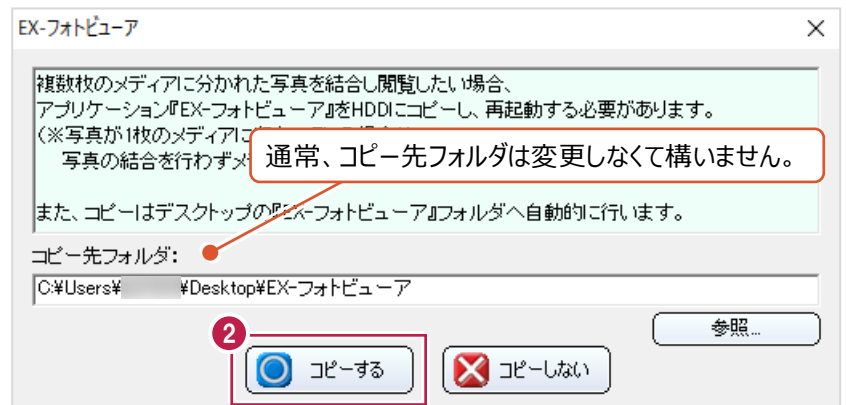 EX-フォトビューア
複数枚のメディアに分かれた写真を結合し閲覧したい場合、
アプリケーション『EX-フォトビューア』をHDDにコピーし、再起動する必要があります。
(※写真が1枚のメディアに
写真の結合を行わずメ
通常、コピー先フォルダは変更しなくて構いません。
また、コピーはデスクトップの『EX-フォトビューア』フォルダへ自動的に行います。
コピー先フォルダ:
C:¥Users¥ ¥Desktop¥EX-フォトビューア
参照...
2
コピーする
コピーしない